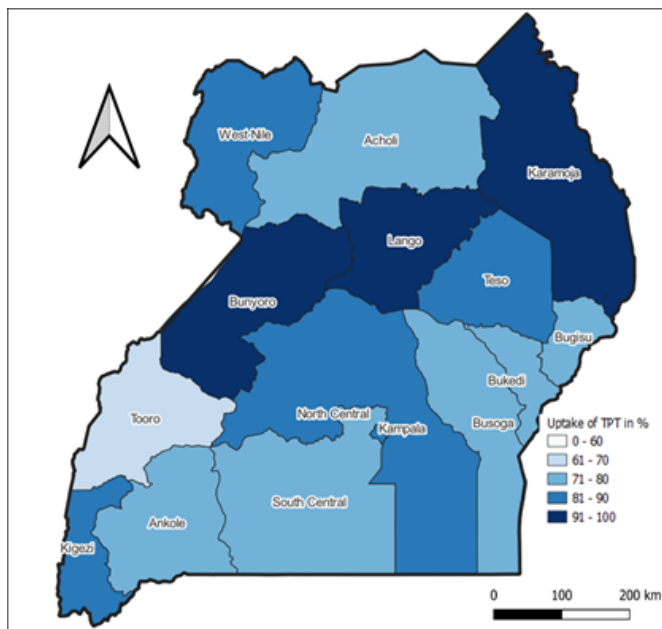 West Nile
Acholi
Karamoja
Lango
Teso
Bunyoro
Bugisu
Bukedi
Tooro
North Central
Kampala
Busoga
South Central
Ankole
Kigezi
Uptake of TPT in %
0 - 60
61 - 70
71 - 80
81 - 90
91 - 100
0 100 200 km